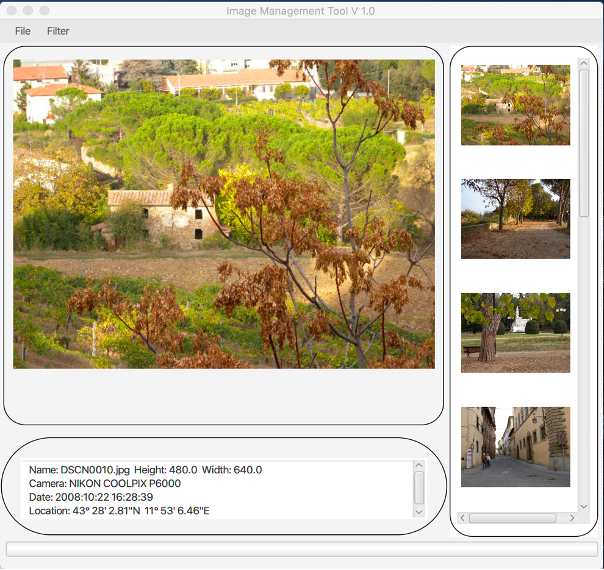 Image Management Tool V 1.0
File Filter
Name: DSCN0010.jpg Height: 480.0 Width: 640.0
Camera: NIKON COOLPIX P6000
Date: 2008:10:22 16:28:39
Location: 43° 28' 2.81"N 11° 53' 6.46"E